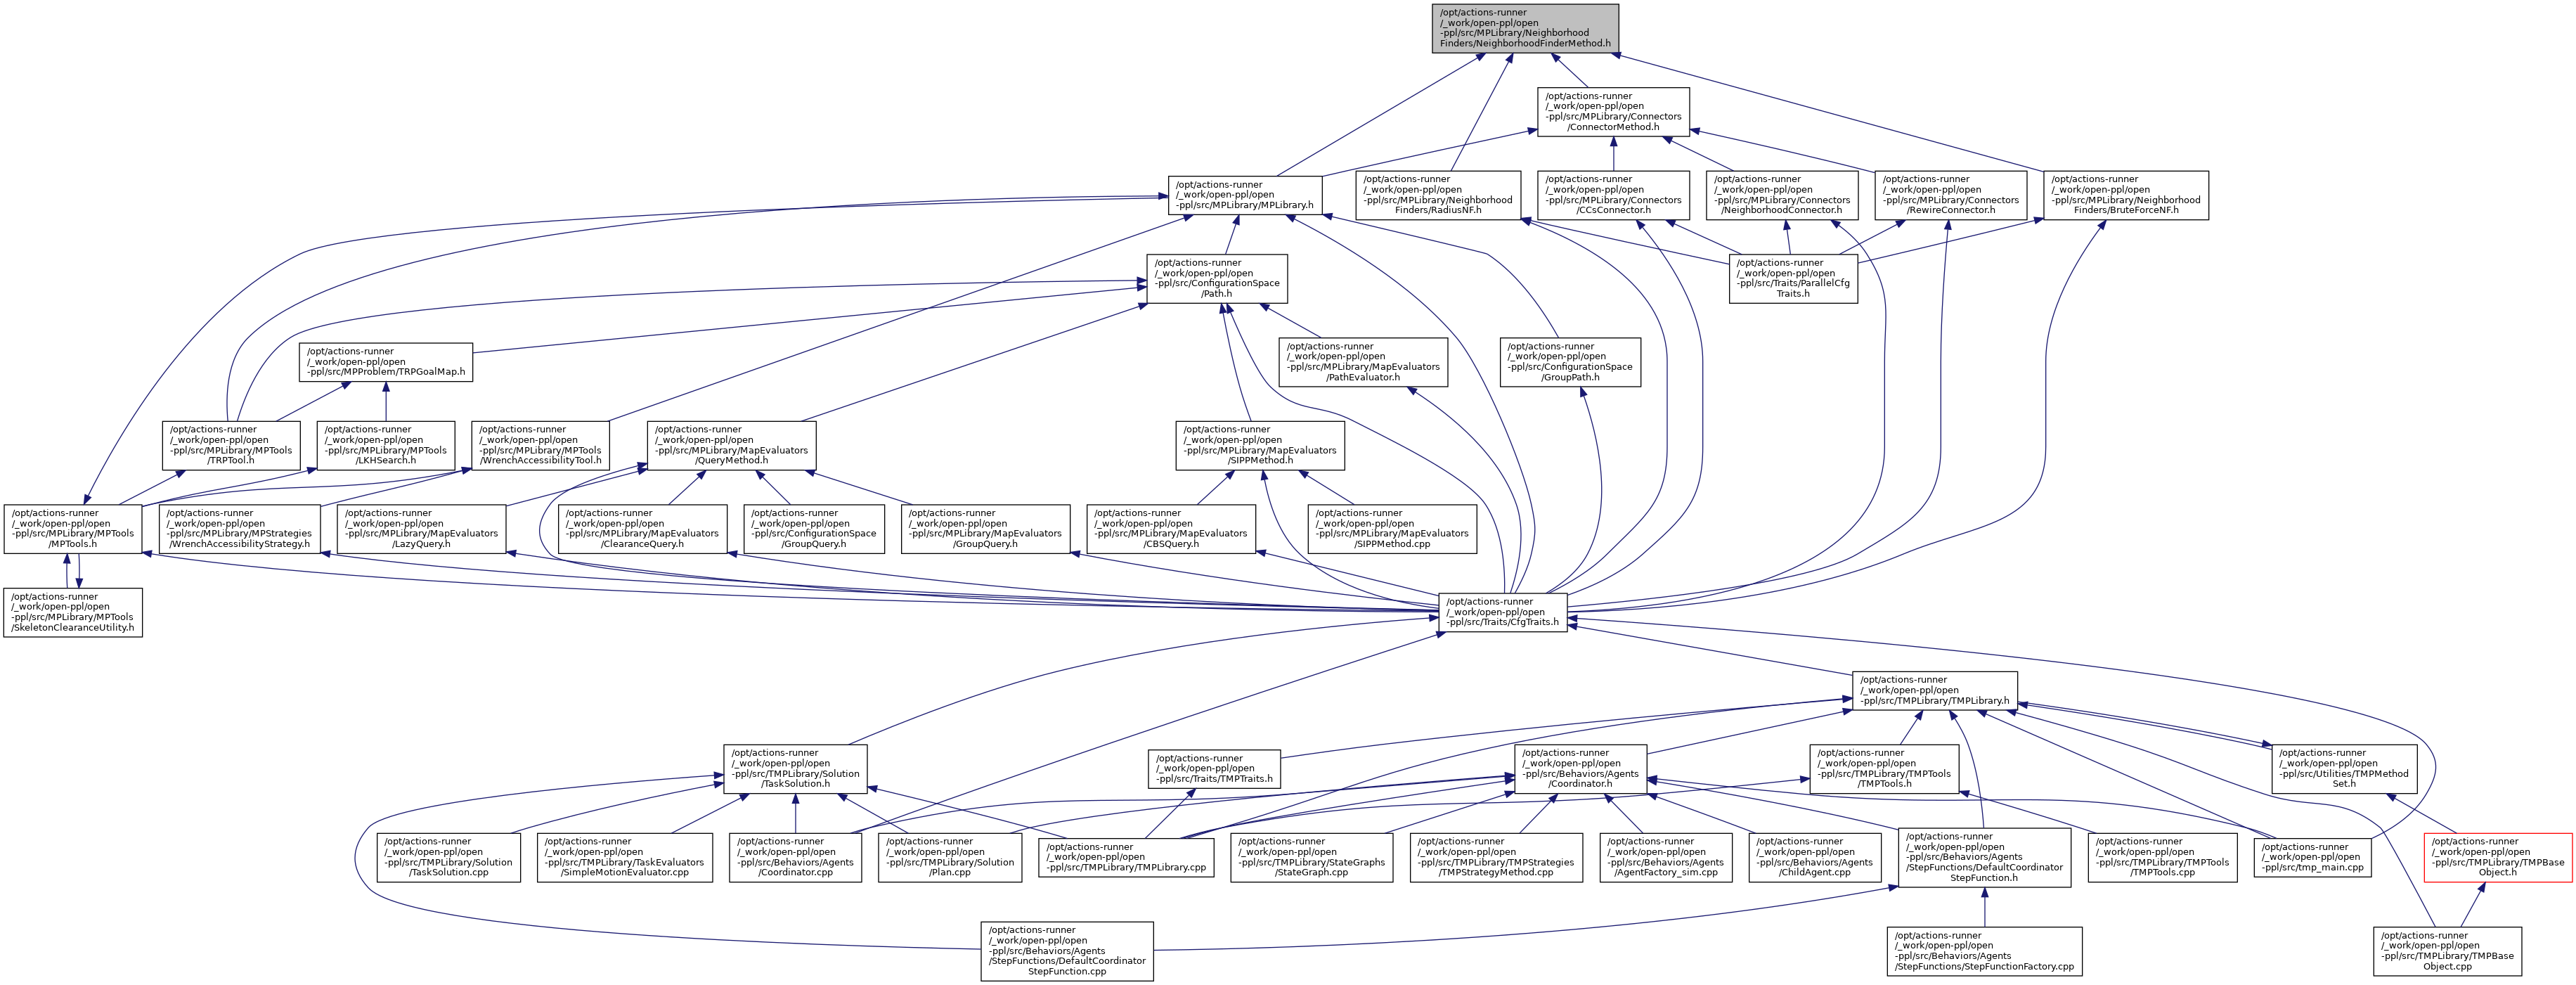 /opt/actions-runner
/_work/open-ppl/open
-ppl/src/MPLibrary/Neighborhood
Finders/NeighborhoodFinderMethod.h
/opt/actions-runner
/_work/open-ppl/open
-ppl/src/MPLibrary/Connectors
/ConnectorMethod.h
/opt/actions-runner
/_work/open-ppl/open
-ppl/src/MPLibrary/MPLibrary.h
/opt/actions-runner
/_work/open-ppl/open
-ppl/src/MPLibrary/Neighborhood
Finders/RadiusNF.h
/opt/actions-runner
/_work/open-ppl/open
-ppl/src/MPLibrary/Connectors
/CCsConnector.h
/opt/actions-runner
/_work/open-ppl/open
-ppl/src/MPLibrary/Connectors
/NeighborhoodConnector.h
/opt/actions-runner
/_work/open-ppl/open
-ppl/src/MPLibrary/Connectors
/RewireConnector.h
/opt/actions-runner
/_work/open-ppl/open
-ppl/src/MPLibrary/Neighborhood
Finders/BruteForceNF.h
/opt/actions-runner
/_work/open-ppl/open
-ppl/src/ConfigurationSpace
/Path.h
/opt/actions-runner
/_work/open-ppl/open
-ppl/src/Traits/ParallelCfg
Traits.h
/opt/actions-runner
/_work/open-ppl/open
-ppl/src/MPProblem/TRPGoalMap.h
/opt/actions-runner
/_work/open-ppl/open
-ppl/src/MPLibrary/MapEvaluators
/PathEvaluator.h
/opt/actions-runner
/_work/open-ppl/open
-ppl/src/ConfigurationSpace
/GroupPath.h
/opt/actions-runner
/_work/open-ppl/open
-ppl/src/MPLibrary/MPTools
/TRPTool.h
/opt/actions-runner
/_work/open-ppl/open
-ppl/src/MPLibrary/MPTools
/LKHSearch.h
/opt/actions-runner
/_work/open-ppl/open
-ppl/src/MPLibrary/MPTools
/WrenchAccessibilityTool.h
/opt/actions-runner
/_work/open-ppl/open
-ppl/src/MPLibrary/MapEvaluators
/QueryMethod.h
/opt/actions-runner
/_work/open-ppl/open
-ppl/src/MPLibrary/MapEvaluators
/SIPPMethod.h
/opt/actions-runner
/_work/open-ppl/open
-ppl/src/MPLibrary/MPTools
/MPTools.h
/opt/actions-runner
/_work/open-ppl/open
-ppl/src/MPLibrary/MPStrategies
/WrenchAccessibilityStrategy.h
/opt/actions-runner
/_work/open-ppl/open
-ppl/src/MPLibrary/MapEvaluators
/LazyQuery.h
/opt/actions-runner
/_work/open-ppl/open
-ppl/src/MPLibrary/MapEvaluators
/ClearanceQuery.h
/opt/actions-runner
/_work/open-ppl/open
-ppl/src/ConfigurationSpace
/GroupQuery.h
/opt/actions-runner
/_work/open-ppl/open
-ppl/src/MPLibrary/MapEvaluators
/GroupQuery.h
/opt/actions-runner
/_work/open-ppl/open
-ppl/src/MPLibrary/MapEvaluators
/CBSQuery.h
/opt/actions-runner
/_work/open-ppl/open
-ppl/src/MPLibrary/MapEvaluators
/SIPPMethod.cpp
/opt/actions-runner
/_work/open-ppl/open
-ppl/src/MPLibrary/MPTools
/SkeletonClearanceUtility.h
/opt/actions-runner
/_work/open-ppl/open
-ppl/src/Traits/CfgTraits.h
/opt/actions-runner
/_work/open-ppl/open
-ppl/src/TMPLibrary/TMPLibrary.h
/opt/actions-runner
/_work/open-ppl/open
-ppl/src/TMPLibrary/Solution
/TaskSolution.h
/opt/actions-runner
/_work/open-ppl/open
-ppl/src/Traits/TMPTraits.h
/opt/actions-runner
/_work/open-ppl/open
-ppl/src/Behaviors/Agents
/Coordinator.h
/opt/actions-runner
/_work/open-ppl/open
-ppl/src/TMPLibrary/TMPTools
/TMPTools.h
/opt/actions-runner
/_work/open-ppl/open
-ppl/src/Utilities/TMPMethod
Set.h
/opt/actions-runner
/_work/open-ppl/open
-ppl/src/TMPLibrary/Solution
/TaskSolution.cpp
/opt/actions-runner
/_work/open-ppl/open
-ppl/src/TMPLibrary/TaskEvaluators
/SimpleMotionEvaluator.cpp
/opt/actions-runner
/_work/open-ppl/open
-ppl/src/Behaviors/Agents
/Coordinator.cpp
/opt/actions-runner
/_work/open-ppl/open
-ppl/src/TMPLibrary/Solution
/Plan.cpp
/opt/actions-runner
/_work/open-ppl/open
-ppl/src/TMPLibrary/TMPLibrary.cpp
/opt/actions-runner
/_work/open-ppl/open
-ppl/src/TMPLibrary/StateGraphs
/StateGraph.cpp
/opt/actions-runner
/_work/open-ppl/open
-ppl/src/TMPLibrary/TMPStrategies
/TMPStrategyMethod.cpp
/opt/actions-runner
/_work/open-ppl/open
-ppl/src/Behaviors/Agents
/AgentFactory_sim.cpp
/opt/actions-runner
/_work/open-ppl/open
-ppl/src/Behaviors/Agents
/ChildAgent.cpp
/opt/actions-runner
/_work/open-ppl/open
-ppl/src/Behaviors/Agents
/StepFunctions/DefaultCoordinator
StepFunction.h
/opt/actions-runner
/_work/open-ppl/open
-ppl/src/TMPLibrary/TMPTools
/TMPTools.cpp
/opt/actions-runner
/_work/open-ppl/open
-ppl/src/tmp_main.cpp
/opt/actions-runner
/_work/open-ppl/open
-ppl/src/TMPLibrary/TMPBase
Object.h
/opt/actions-runner
/_work/open-ppl/open
-ppl/src/Behaviors/Agents
/StepFunctions/DefaultCoordinator
StepFunction.cpp
/opt/actions-runner
/_work/open-ppl/open
-ppl/src/Behaviors/Agents
/StepFunctions/StepFunctionFactory.cpp
/opt/actions-runner
/_work/open-ppl/open
-ppl/src/TMPLibrary/TMPBase
Object.cpp